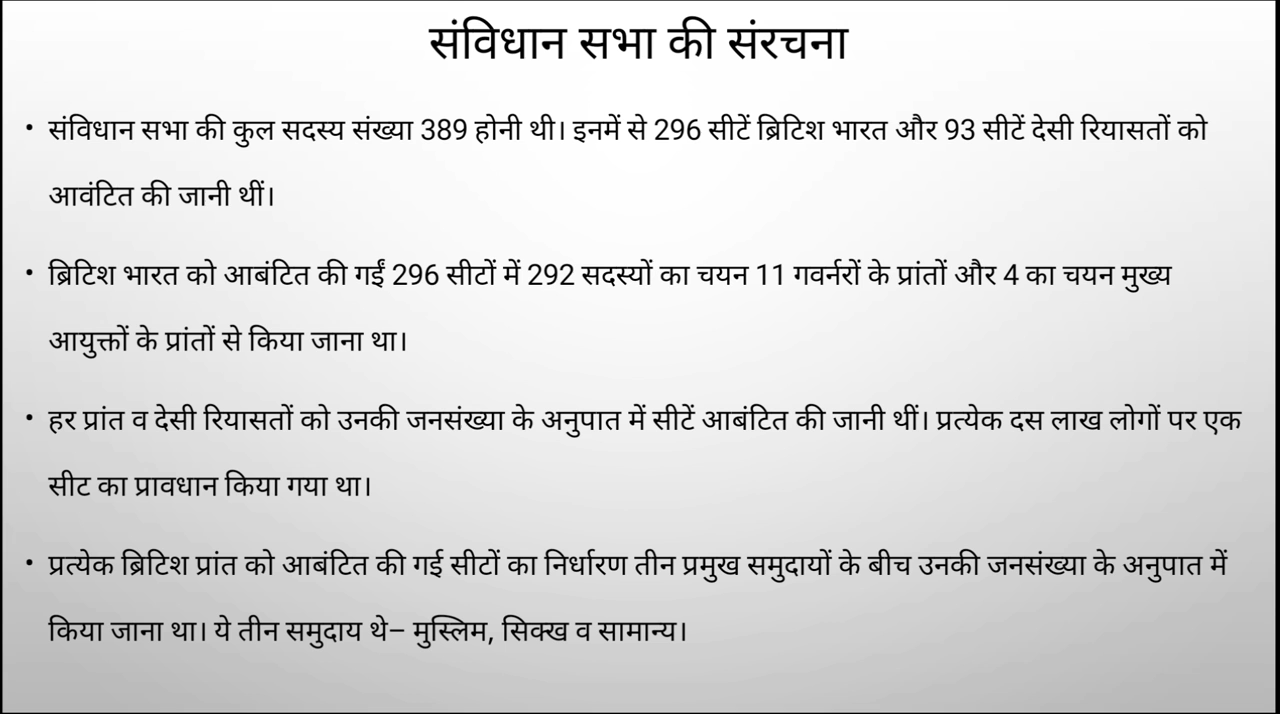 संविधान सभा की संरचना
• संविधान सभा की कुल सदस्य संख्या 389 होनी थी। इनमें से 296 सीटें ब्रिटिश भारत और 93 सीटें देसी रियासतों को
आवंटित की जानी थीं।
• ब्रिटिश भारत को आबंटित की गईं 296 सीटों में 292 सदस्यों का चयन 11 गवर्नरों के प्रांतों और 4 का चयन मुख्य
आयुक्तों के प्रांतों से किया जाना था।
• हर प्रांत व देसी रियासतों को उनकी जनसंख्या के अनुपात में सीटें आबंटित की जानी थीं। प्रत्येक दस लाख लोगों पर एक
सीट का प्रावधान किया गया था।
• प्रत्येक ब्रिटिश प्रांत को आबंटित की गई सीटों का निर्धारण तीन प्रमुख समुदायों के बीच उनकी जनसंख्या के अनुपात में
किया जाना था। ये तीन समुदाय थे– मुस्लिम, सिक्ख व सामान्य।